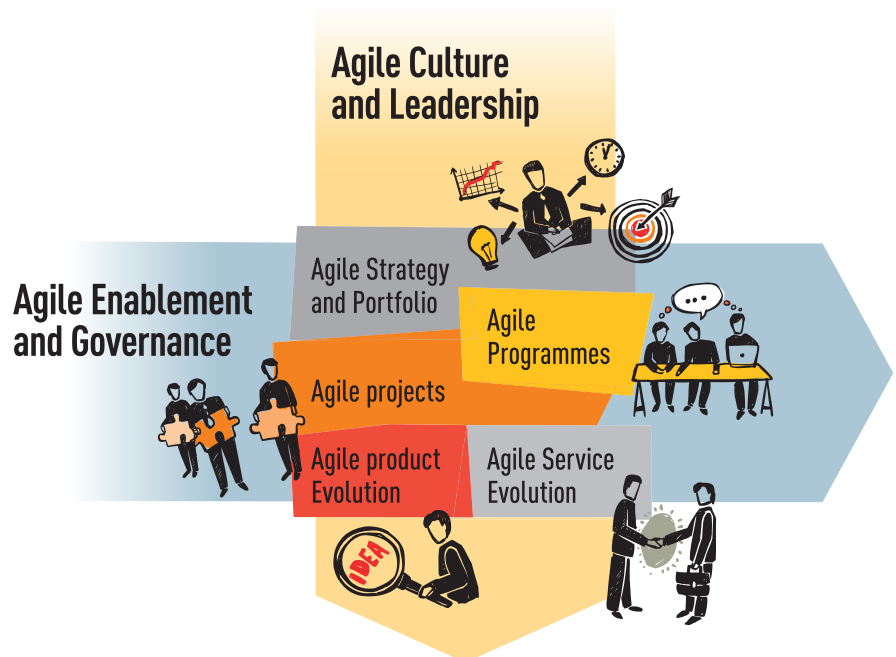 Agile Culture
and Leadership
Agile Enablement
and Governance
Agile Strategy
and Portfolio
Agile
Programmes
Agile projects
Agile product
Evolution
Agile Service
Evolution
IDEA